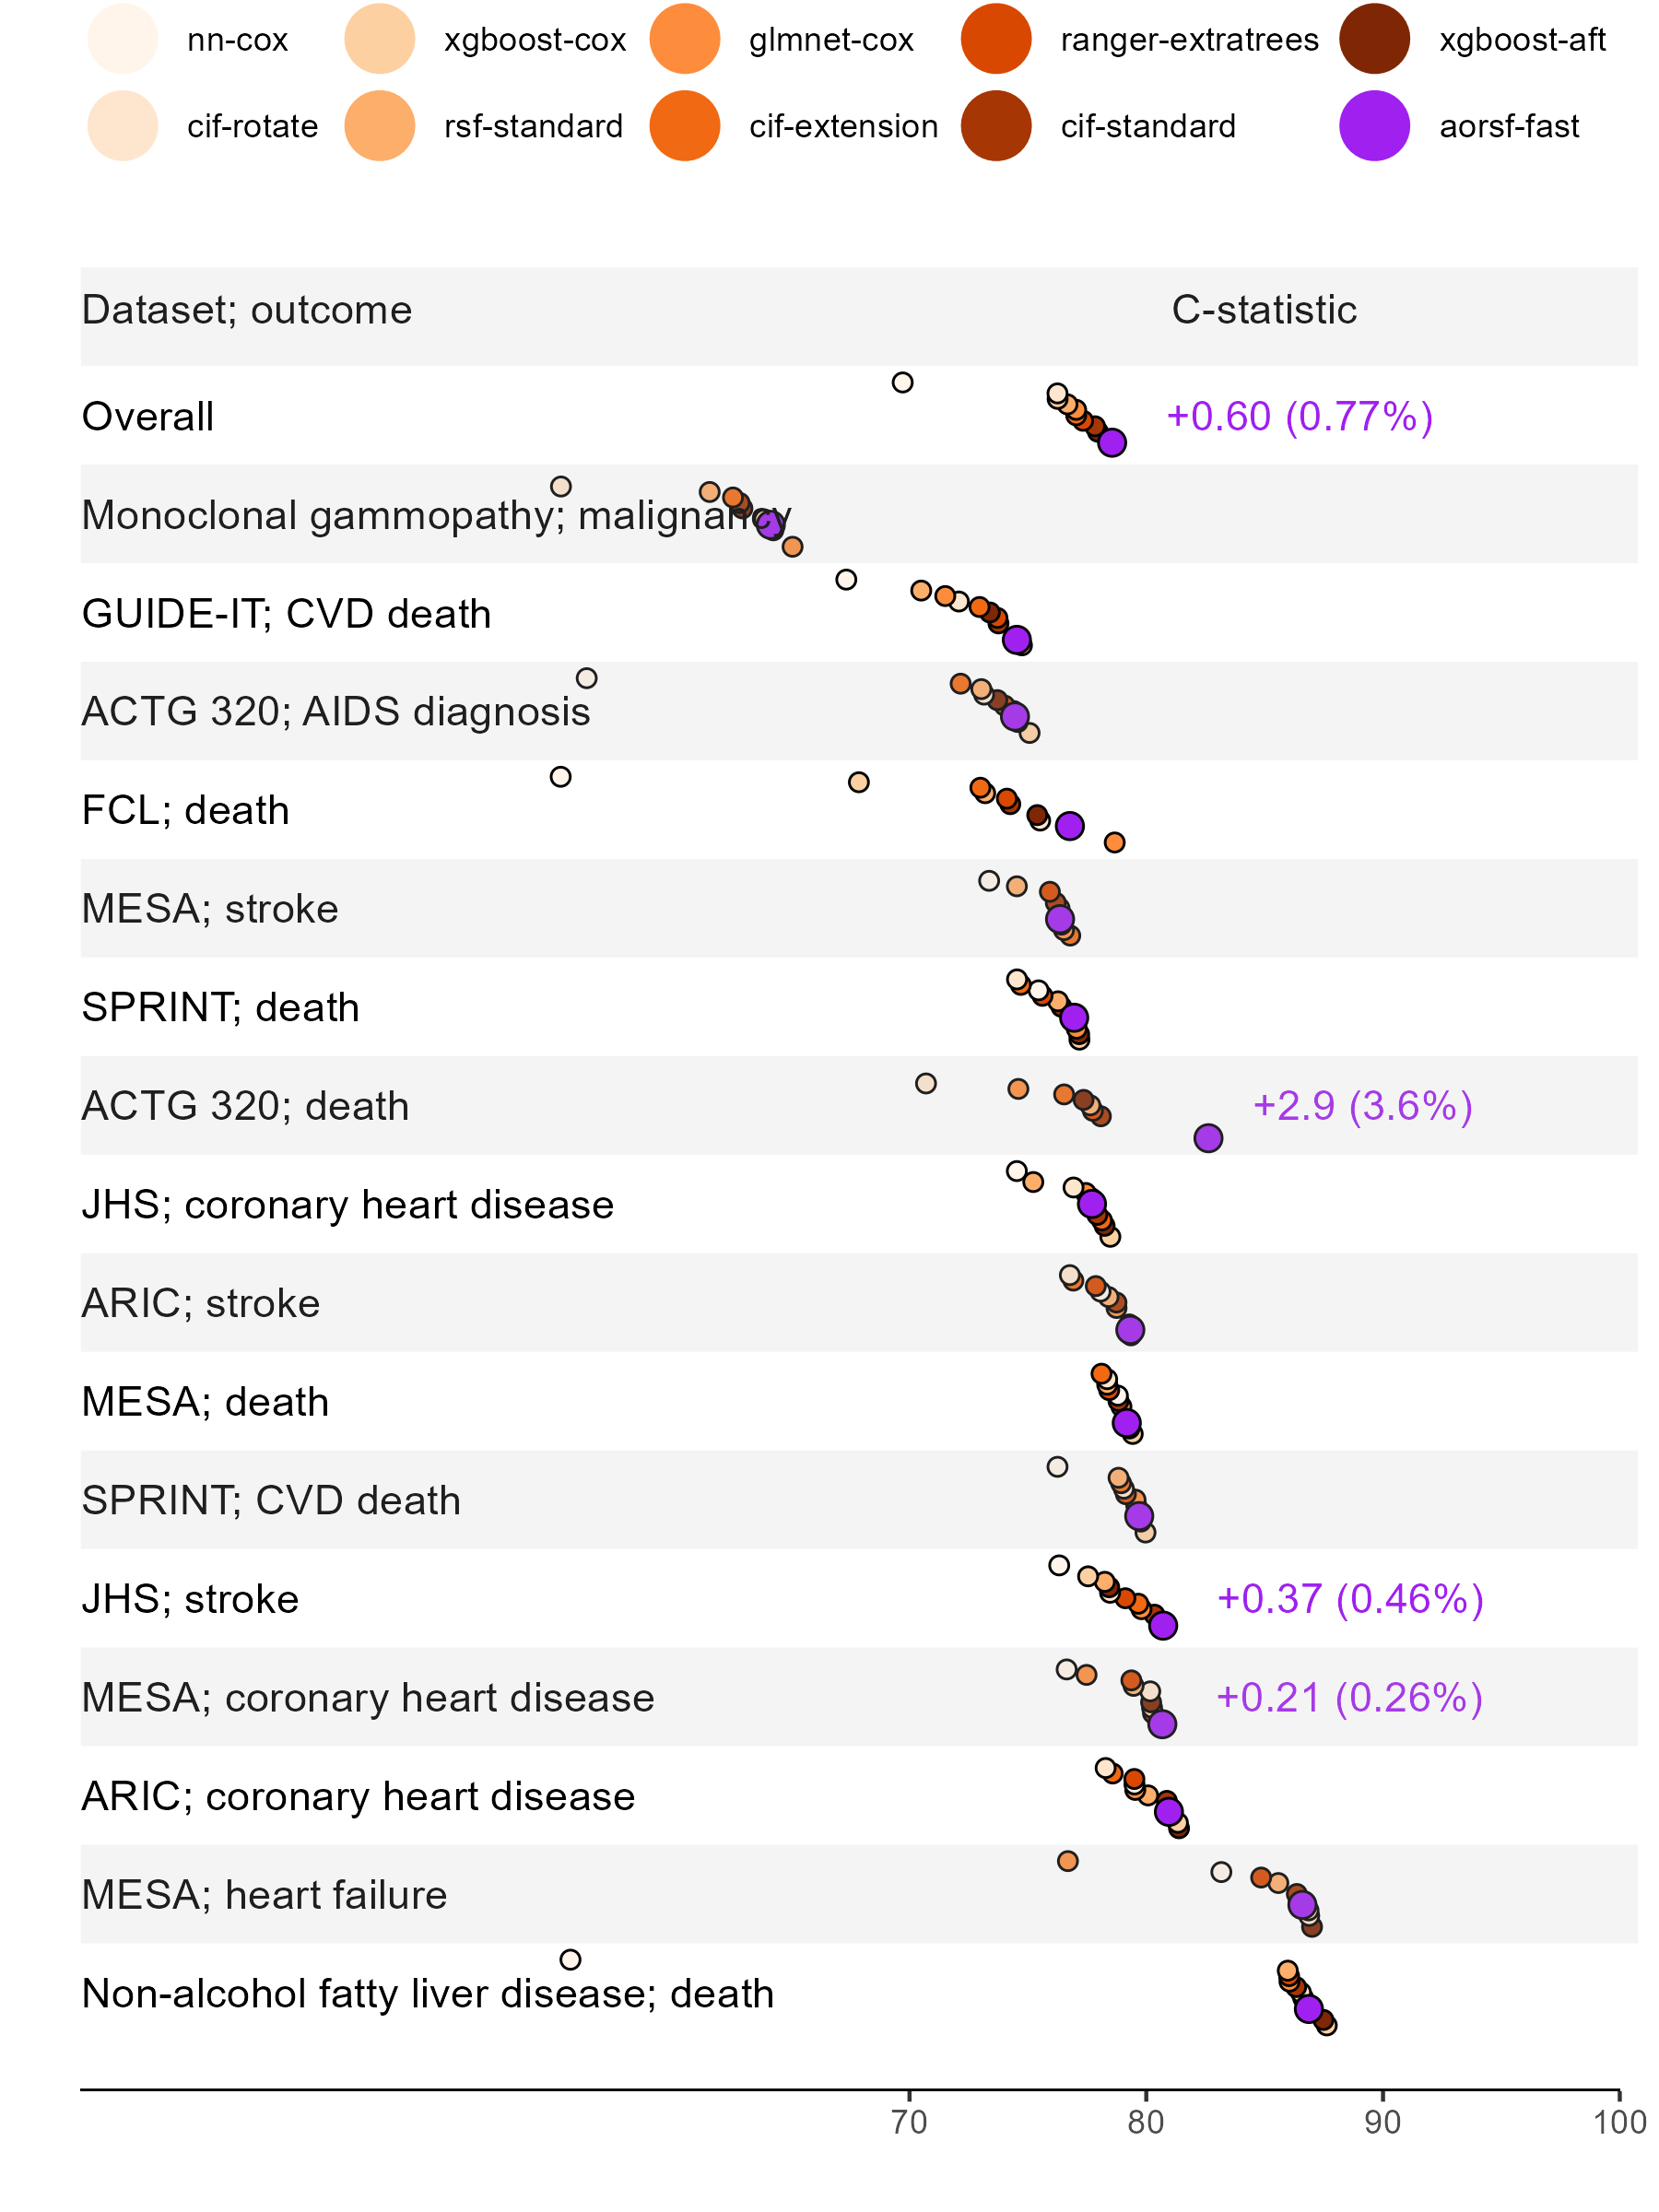 nn-cox xgboost-cox glmnet-cox ranger-extratrees xgboost-aft
cif-rotate rsf-standard cif-extension cif-standard aorsf-fast
Dataset; outcome C-statistic
Overall +0.60 (0.77%)
Monoclonal gammopathy; malignancy
GUIDE-IT; CVD death
ACTG 320; AIDS diagnosis
FCL; death
MESA; stroke
SPRINT; death
ACTG 320; death +2.9 (3.6%)
JHS; coronary heart disease
ARIC; stroke
MESA; death
SPRINT; CVD death
JHS; stroke +0.37 (0.46%)
MESA; coronary heart disease +0.21 (0.26%)
ARIC; coronary heart disease
MESA; heart failure
Non-alcohol fatty liver disease; death
70 80 90 100